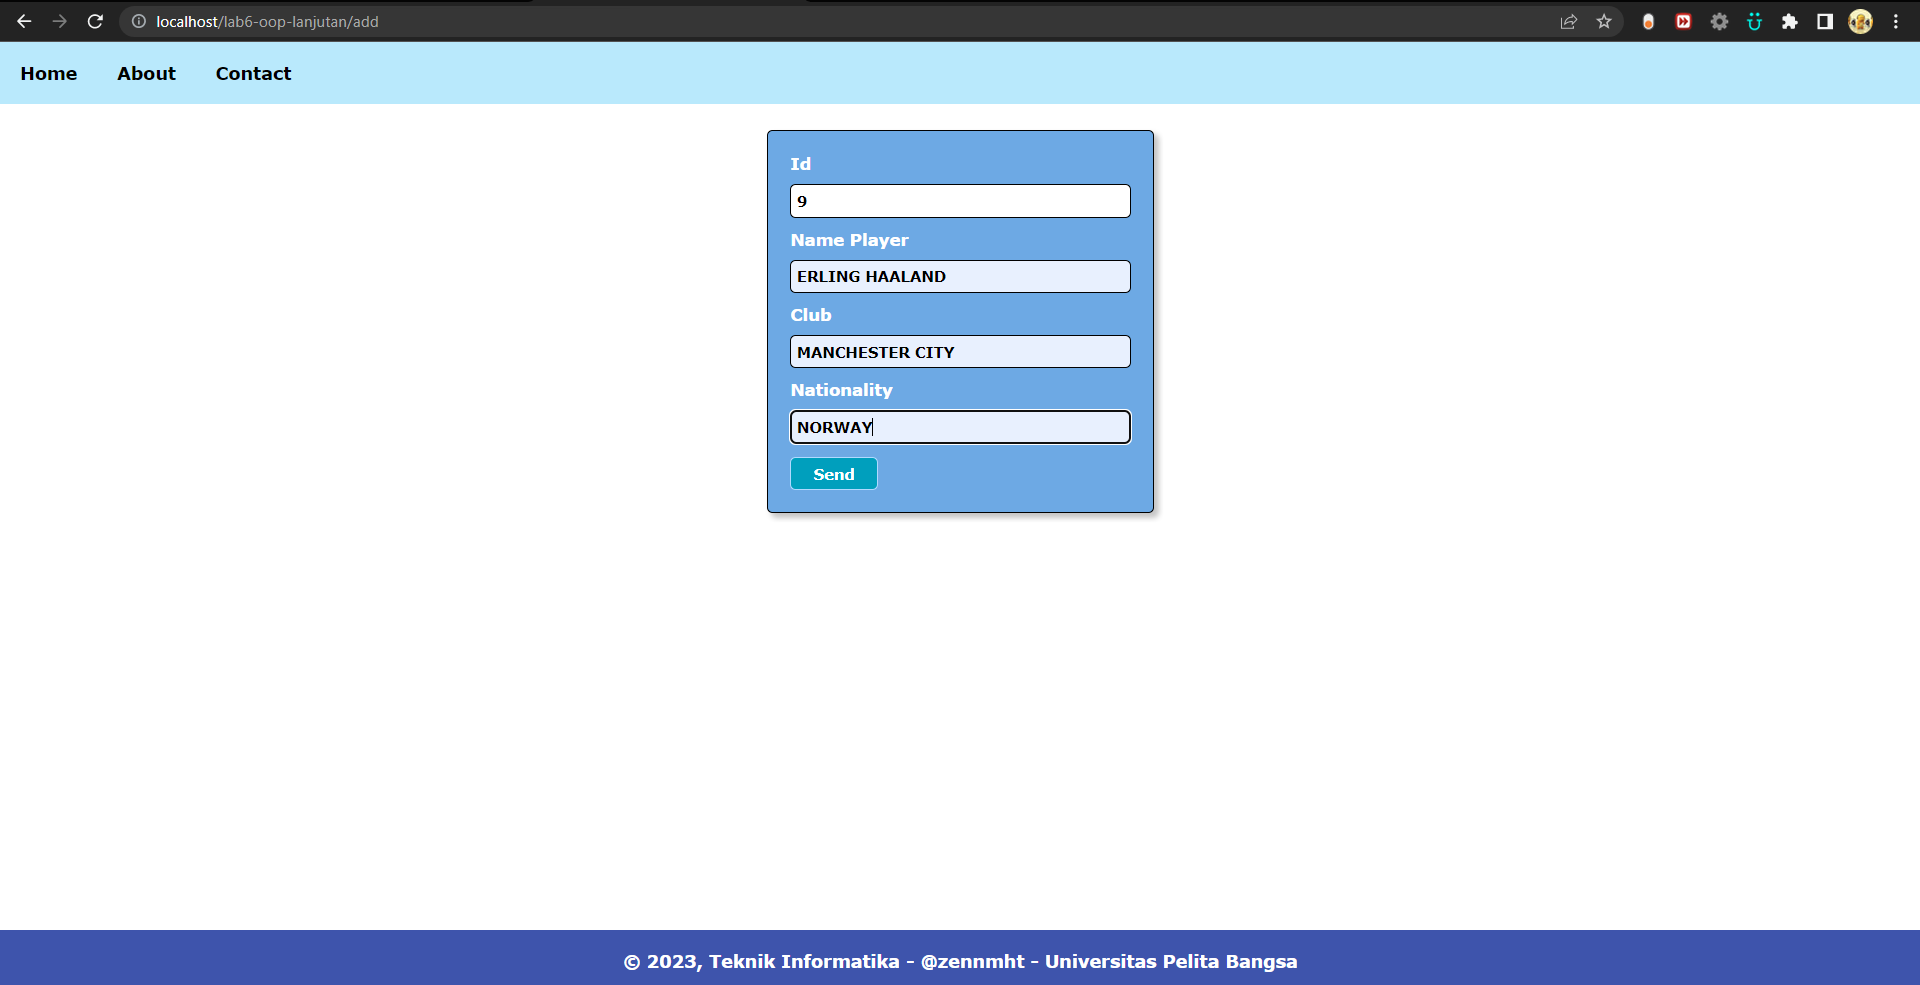 localhost/lab6-oop-lanjutan/add
Home About Contact
Id
9
Name Player
ERLING HAALAND
Club
MANCHESTER CITY
Nationality
NORWAY
Send
© 2023, Teknik Informatika - @zennmht - Universitas Pelita Bangsa